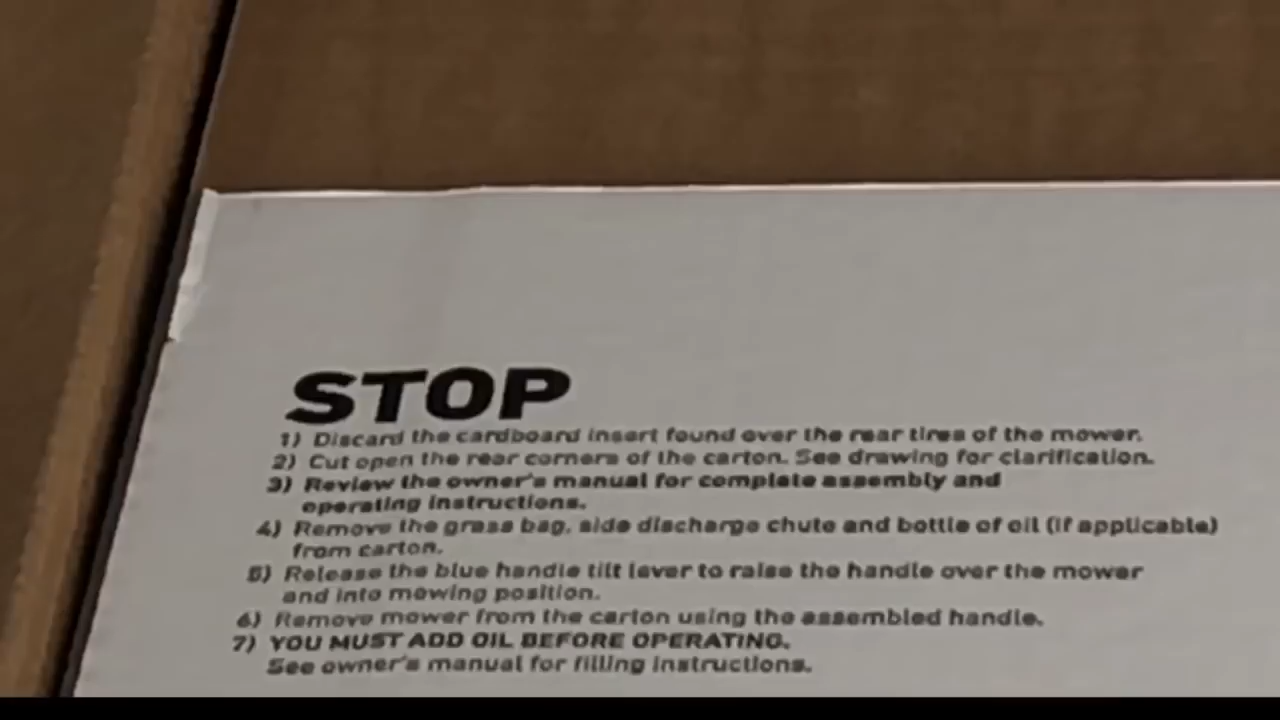 STOP
1) Discard the cardboard insert found over the rear tires of the mower.
2) Cut open the rear corners of the carton. See drawing for clarification.
3) Review the owner's manual for complete assembly and
operating instructions.
4) Remove the grass bag, side discharge chute and bottle of oil (if applicable)
from carton.
5) Release the blue handle tilt lever to raise the handle over the mower
and into mowing position.
6) Remove mower from the carton using the assembled handle.
7) YOU MUST ADD OIL BEFORE OPERATING.
See owner's manual for filling instructions.